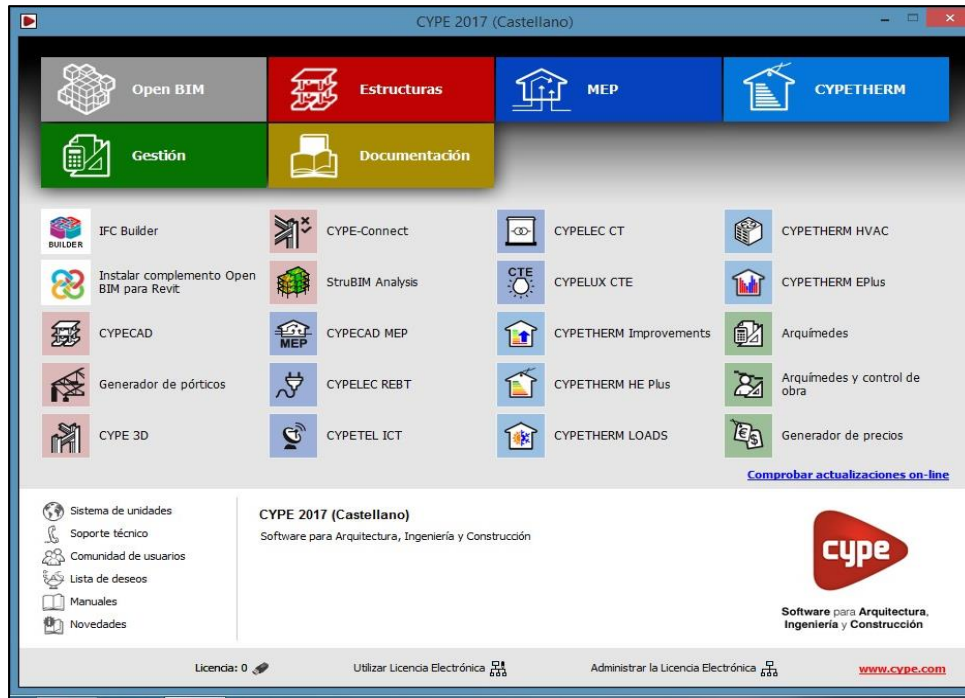 CYPE 2017 (Castellano)
Open BIM
Estructuras
MEP
CYPETHERM
Gestión
Documentación
BUILDER
IFC Builder
CYPE-Connect
CYPELEC CT
CYPETHERM HVAC
Instalar complemento Open
BIM para Revit
StruBIM Analysis
CTE
CYPELUX CTE
CYPETHERM EPlus
CYPECAD
MEP
CYPECAD MEP
CYPETHERM Improvements
Arquímedes
Generador de pórticos
CYPELEC REBT
CYPETHERM HE Plus
Arquímedes y control de
obra
CYPE 3D
CYPETEL ICT
CYPETHERM LOADS
Generador de precios
Comprobar actualizaciones on-line
Sistema de unidades
Soporte técnico
Comunidad de usuarios
Lista de deseos
Manuales
Novedades
CYPE 2017 (Castellano)
Software para Arquitectura, Ingeniería y Construcción
cype
Software para Arquitectura,
Ingeniería y Construcción
Licencia: 0
Utilizar Licencia Electrónica
Administrar la Licencia Electrónica
www.cype.com